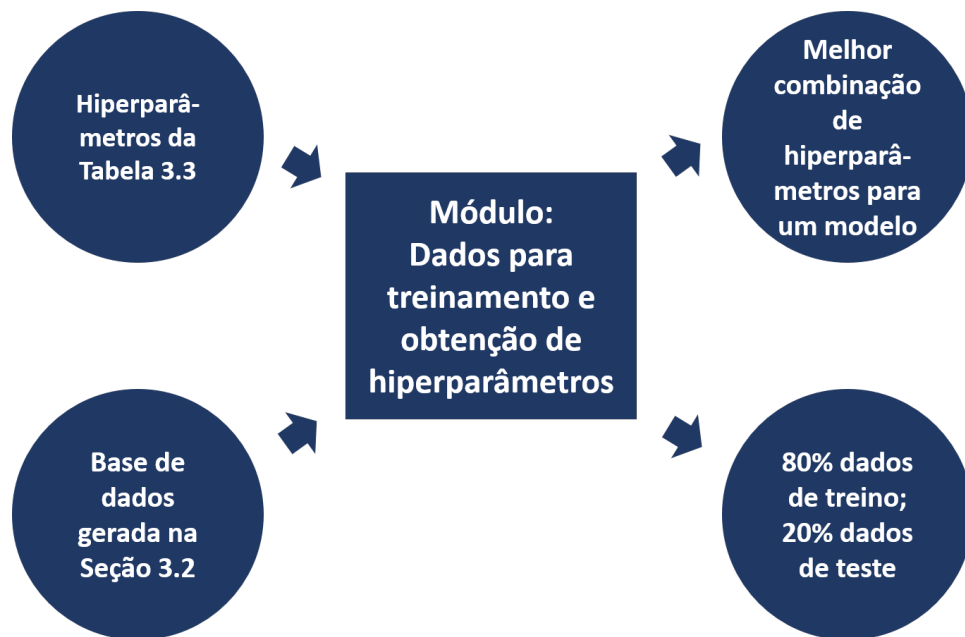 Hiperparâ-
metros da
Tabela 3.3
Base de
dados
gerada na
Seção 3.2
Módulo:
Dados para
treinamento e
obtenção de
hiperparâmetros
Melhor
combinação
de
hiperparâ-
metros para
um modelo
80% dados
de treino;
20% dados
de teste